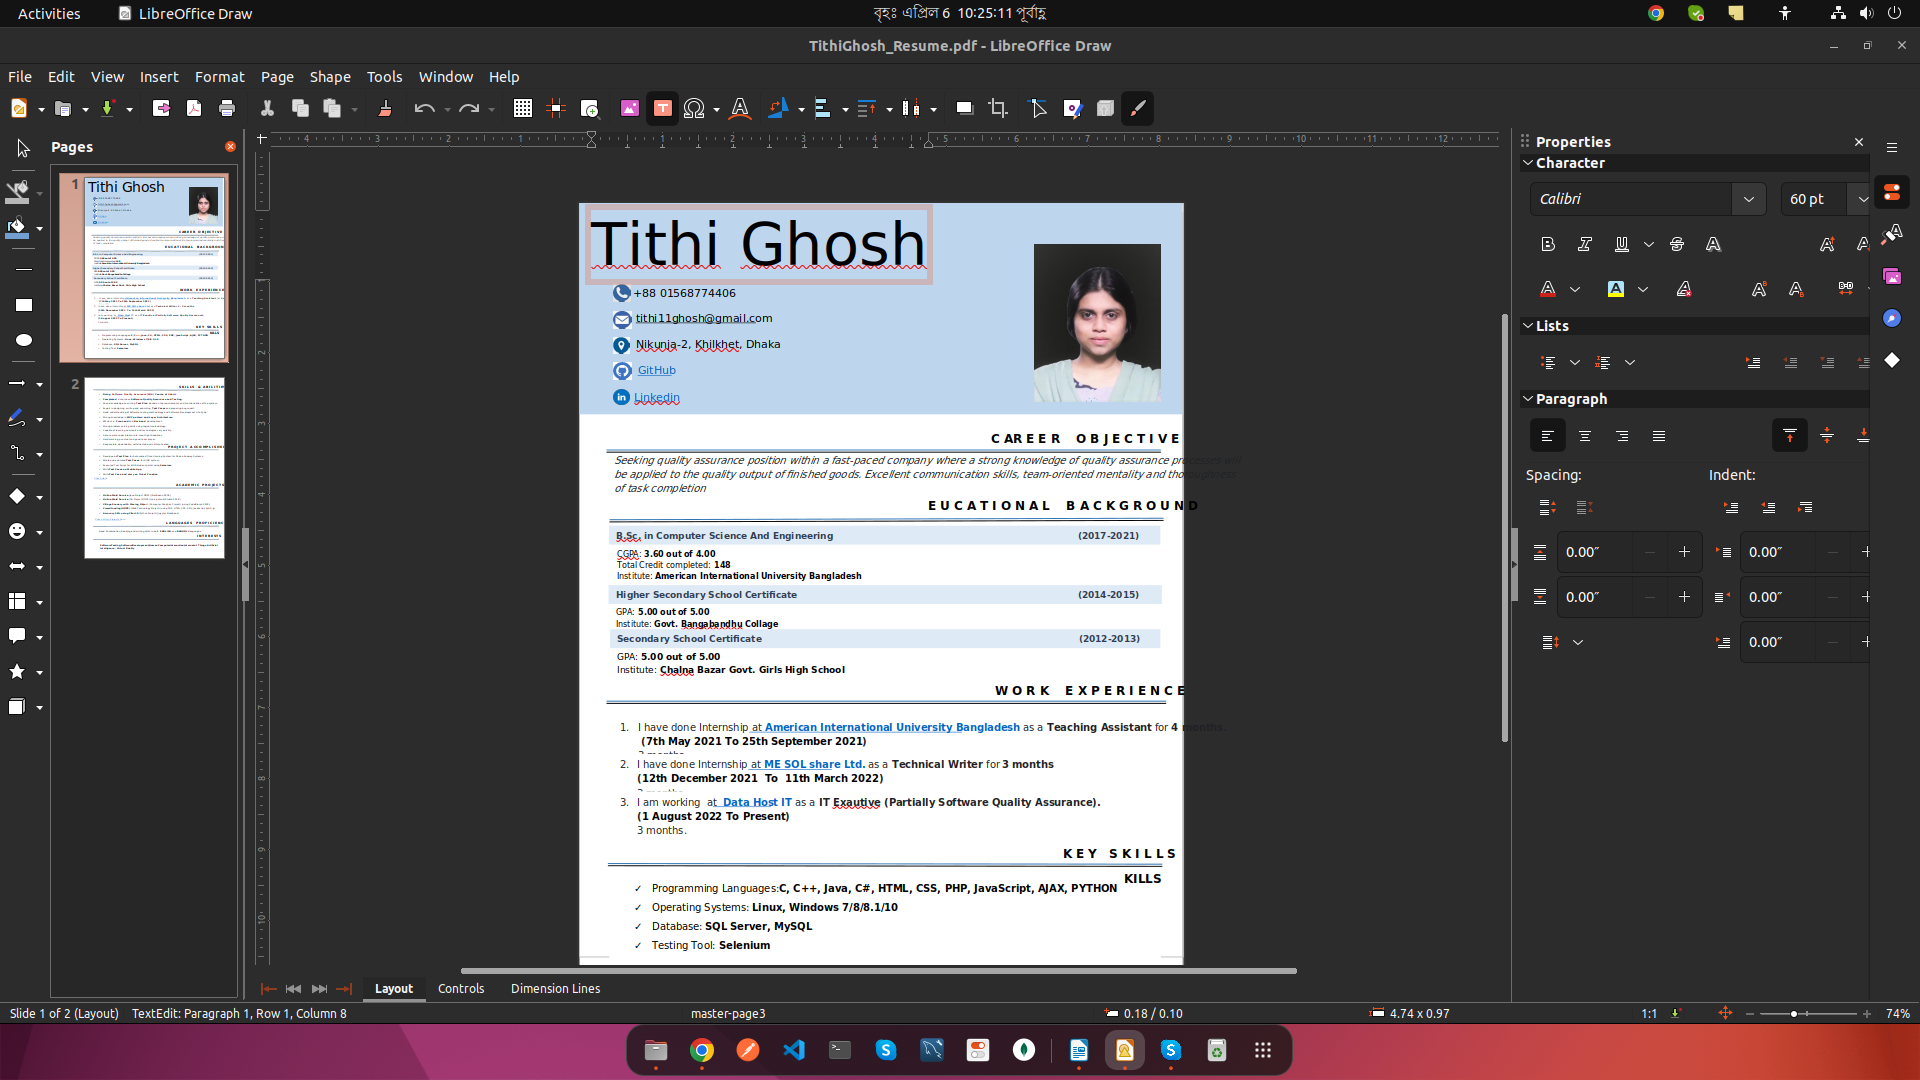 Activities
LibreOffice Draw
বৃহঃ এপ্রিল 6 10:25:11 পূর্বাহ্ণ
TithiGhosh_Resume.pdf - LibreOffice Draw
File Edit View Insert Format Page Shape Tools Window Help
Pages
1
Tithi Ghosh
2
Tithi Ghosh
+88 01568774406
tithi11ghosh@gmail.com
Nikunja-2, Khilkhet, Dhaka
GitHub
Linkedin
CAREER OBJECTIVE
Seeking quality assurance position within a fast-paced company where a strong knowledge of quality assurance processes will
be applied to the quality output of finished goods. Excellent communication skills, team-oriented mentality and thoroughness
of task completion
EUCATIONAL BACKGROUND
B.Sc. in Computer Science And Engineering (2017-2021)
CGPA: 3.60 out of 4.00
Total Credit completed: 148
Institute: American International University Bangladesh
Higher Secondary School Certificate (2014-2015)
GPA: 5.00 out of 5.00
Institute: Govt. Bangabandhu Collage
Secondary School Certificate (2012-2013)
GPA: 5.00 out of 5.00
Institute: Chalna Bazar Govt. Girls High School
WORK EXPERIENCE
1. I have done Internship at American International University Bangladesh as a Teaching Assistant for 4 months.
(7th May 2021 To 25th September 2021)
2. I have done Internship at ME SOL share Ltd. as a Technical Writer for 3 months
(12th December 2021 To 11th March 2022)
3. I am working at Data Host IT as a IT Exautive (Partially Software Quality Assurance).
(1 August 2022 To Present)
3 months.
KEY SKILLS
KILLS
✓ Programming Languages:C, C++, Java, C#, HTML, CSS, PHP, JavaScript, AJAX, PYTHON
✓ Operating Systems: Linux, Windows 7/8/8.1/10
✓ Database: SQL Server, MySQL
✓ Testing Tool: Selenium
Properties
Character
Calibri
60 pt
Lists
Paragraph
Spacing:
Indent:
0.00″
0.00″
0.00″
0.00″
0.00″
Layout Controls Dimension Lines
Slide 1 of 2 (Layout)
TextEdit: Paragraph 1, Row 1, Column 8
master-page3
0.18 / 0.10
4.74 x 0.97
1:1
74%